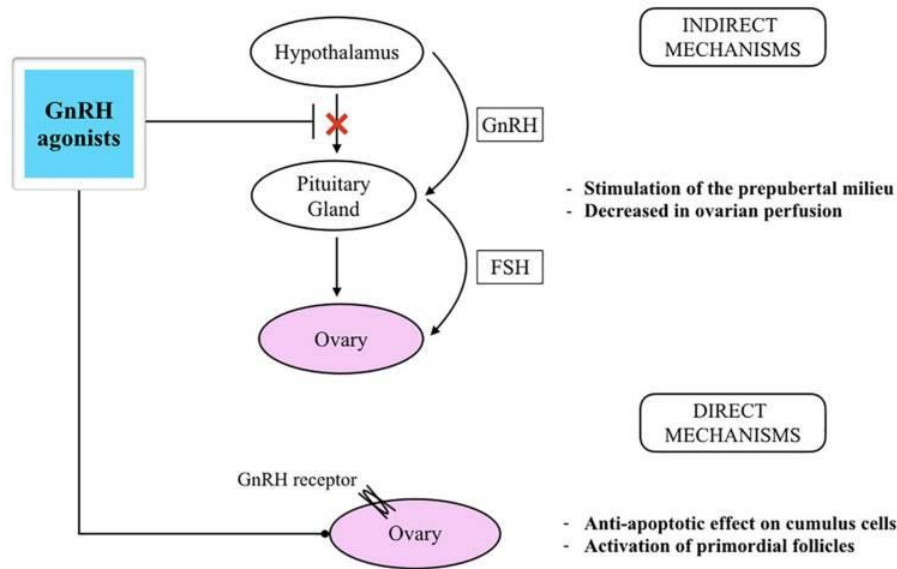 INDIRECT
MECHANISMS
Hypothalamus
GnRH
agonists
GnRH
Pituitary
Gland
- Stimulation of the prepubertal milieu
- Decreased in ovarian perfusion
FSH
Ovary
DIRECT
MECHANISMS
GnRH receptor
Ovary
- Anti-apoptotic effect on cumulus cells
- Activation of primordial follicles